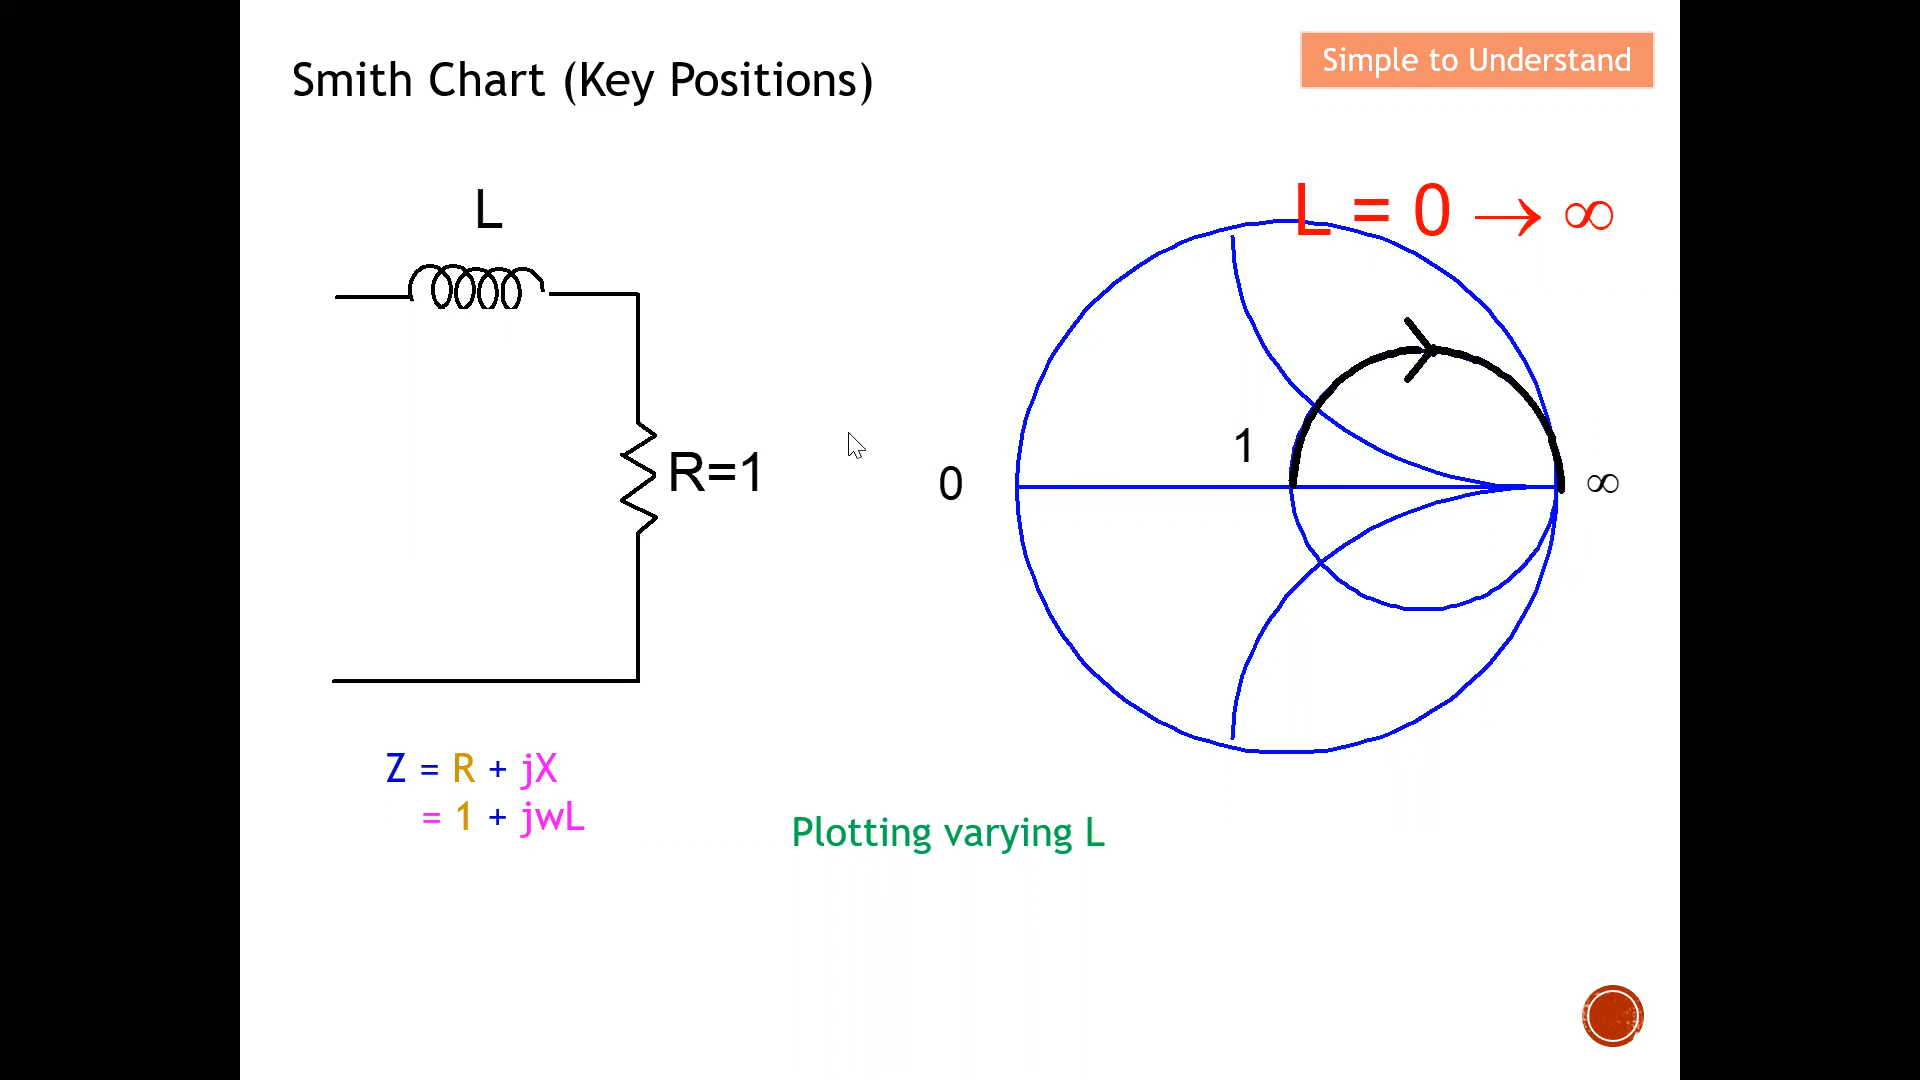 Smith Chart (Key Positions)
Simple to Understand
L
R=1
L = 0 → ∞
1
0
∞
Z = R + jX
= 1 + jwL
Plotting varying L